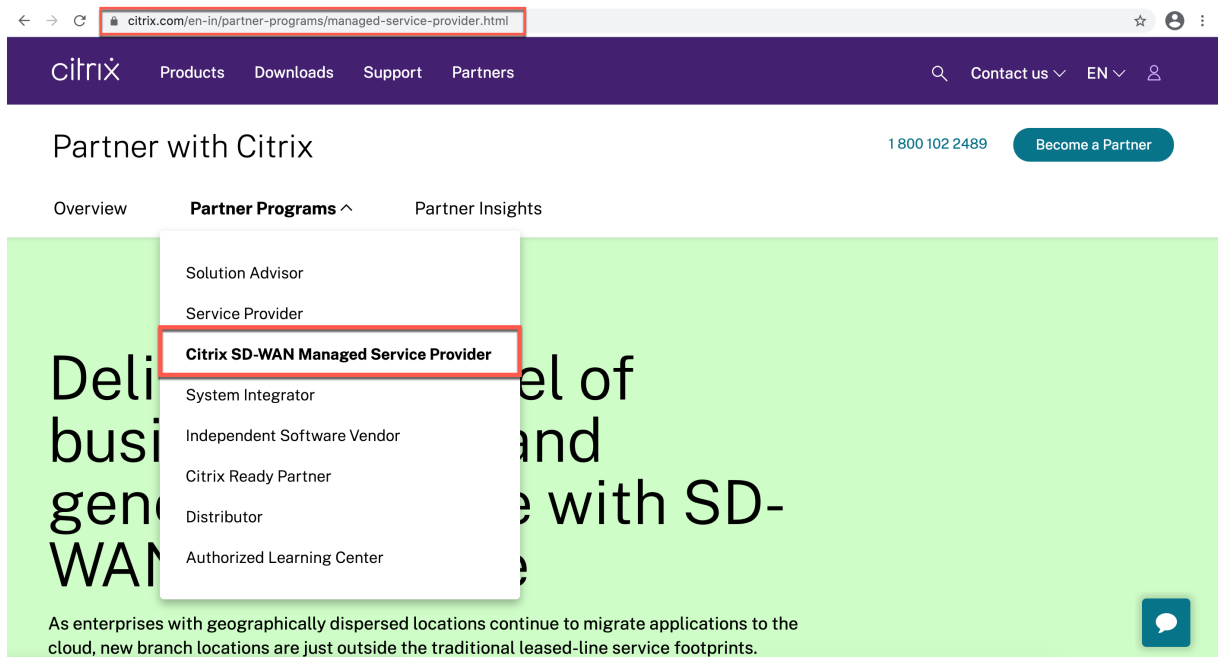 citrix.com/en-in/partner-programs/managed-service-provider.html
citrix Products Downloads Support Partners Contact us EN
Partner with Citrix 1 800 102 2489 Become a Partner
Overview Partner Programs Partner Insights
Solution Advisor
Service Provider
Citrix SD-WAN Managed Service Provider
System Integrator
Independent Software Vendor
Citrix Ready Partner
Distributor
Authorized Learning Center
Deli el of
busi and
gen e with SD-
WAN e
As enterprises with geographically dispersed locations continue to migrate applications to the
cloud, new branch locations are just outside the traditional leased-line service footprints.